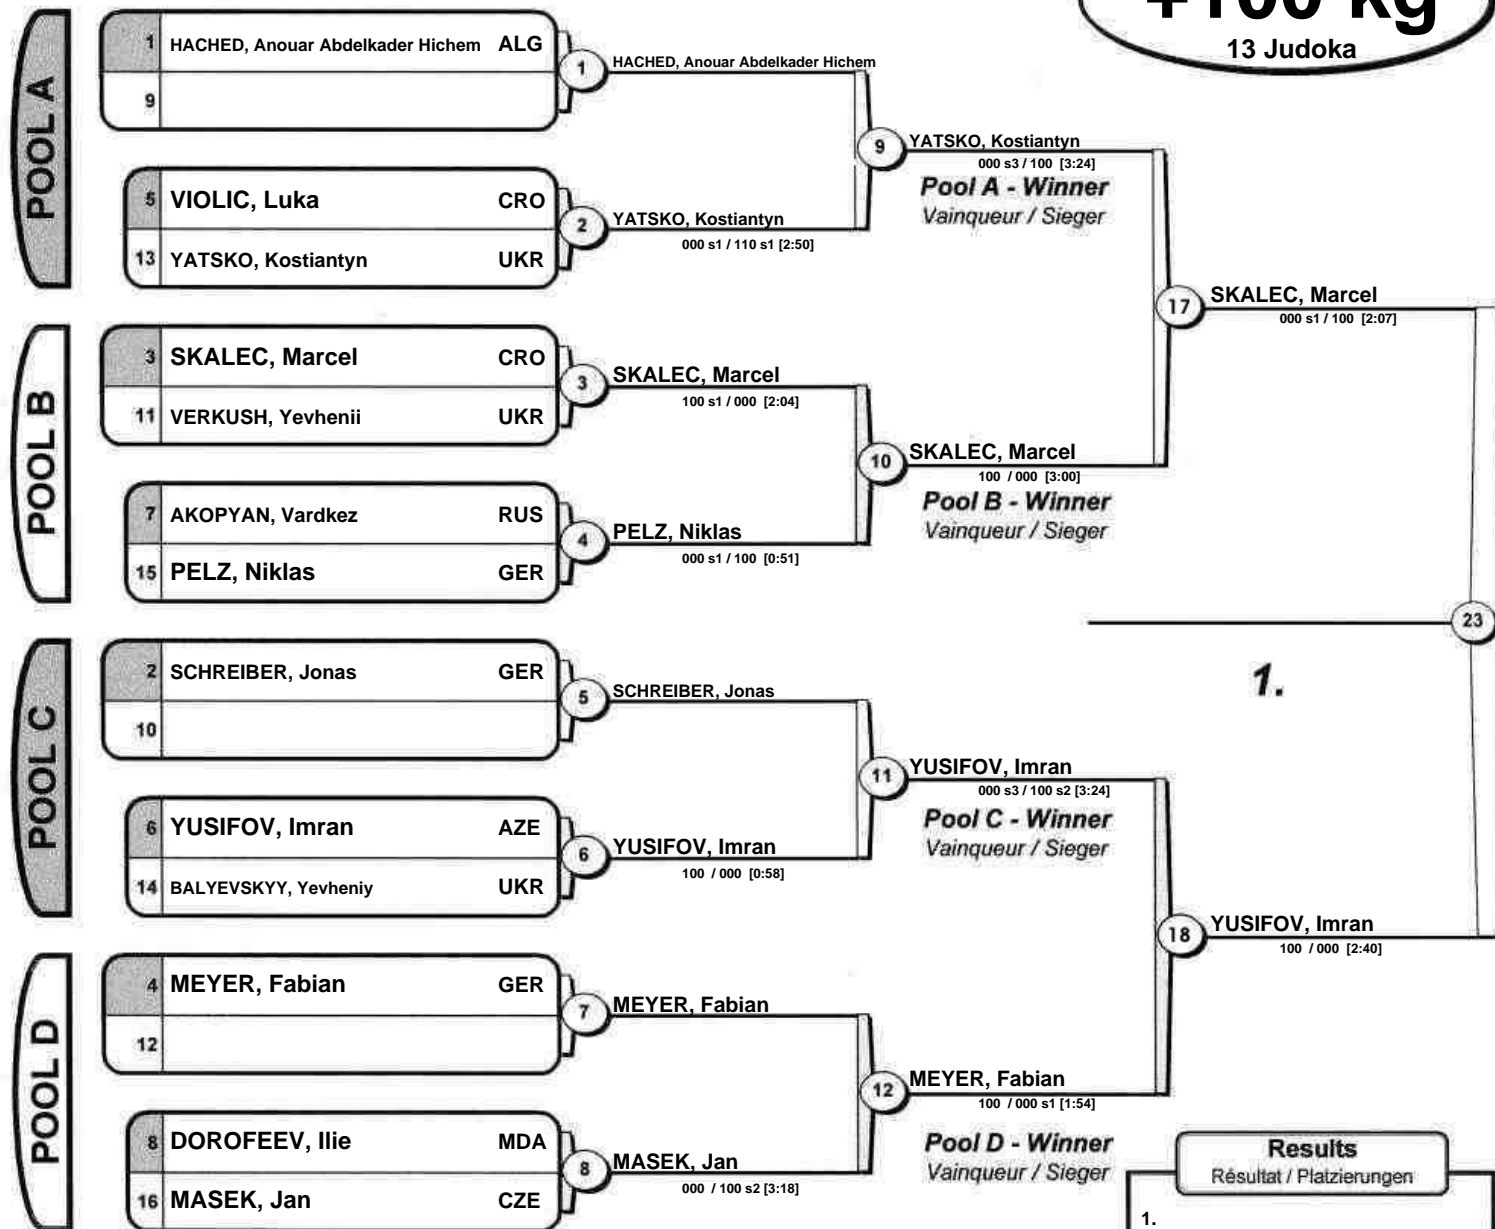 +100 kg
13 Judoka
POOL A
1 HACHED, Anouar Abdelkader Hichem ALG
9
1
HACHED, Anouar Abdelkader Hichem
5 VIOLIC, Luka CRO
13 YATSKO, Kostiantyn UKR
2
YATSKO, Kostiantyn
000 s1 / 110 s1 [2:50]
9
YATSKO, Kostiantyn
000 s3 / 100 [3:24]
Pool A - Winner
Vainqueur / Sieger
POOL B
3 SKALEC, Marcel CRO
11 VERKUSH, Yevhenii UKR
3
SKALEC, Marcel
100 s1 / 000 [2:04]
7 AKOPYAN, Vardkez RUS
15 PELZ, Niklas GER
4
PELZ, Niklas
000 s1 / 100 [0:51]
10
SKALEC, Marcel
100 / 000 [3:00]
Pool B - Winner
Vainqueur / Sieger
17
SKALEC, Marcel
000 s1 / 100 [2:07]
POOL C
2 SCHREIBER, Jonas GER
10
5
SCHREIBER, Jonas
6 YUSIFOV, Imran AZE
14 BALYEVSKYY, Yevheniy UKR
6
YUSIFOV, Imran
100 / 000 [0:58]
11
YUSIFOV, Imran
000 s3 / 100 s2 [3:24]
Pool C - Winner
Vainqueur / Sieger
POOL D
4 MEYER, Fabian GER
12
7
MEYER, Fabian
8 DOROFEEV, Ilie MDA
16 MASEK, Jan CZE
8
MASEK, Jan
000 / 100 s2 [3:18]
12
MEYER, Fabian
100 / 000 s1 [1:54]
Pool D - Winner
Vainqueur / Sieger
18
YUSIFOV, Imran
100 / 000 [2:40]
23
1.
Results
Résultat / Platzierungen
1.